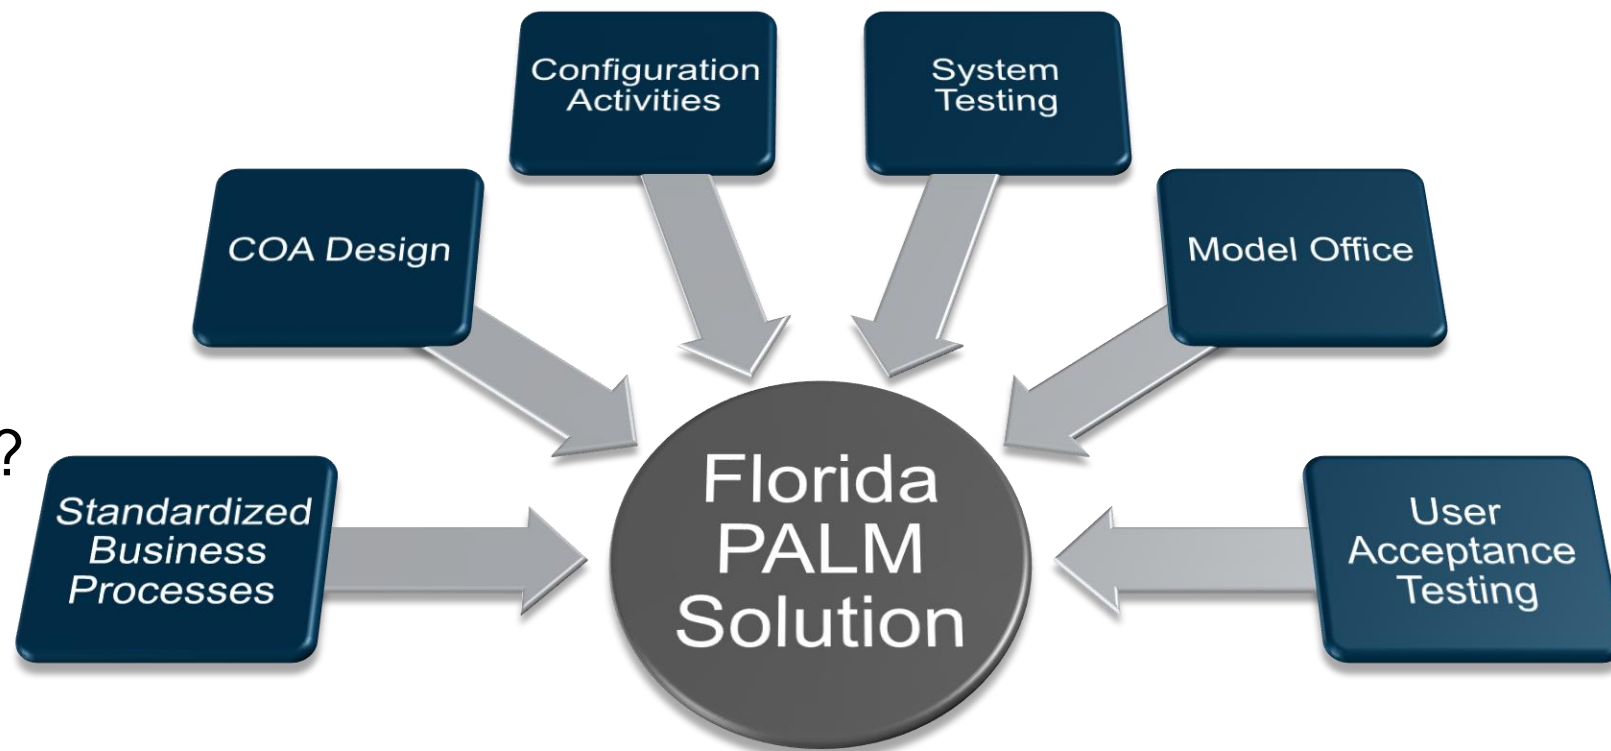 Configuration
Activities
System
Testing
COA Design
Model Office
?
Standardized
Business
Processes
Florida
PALM
Solution
User
Acceptance
Testing